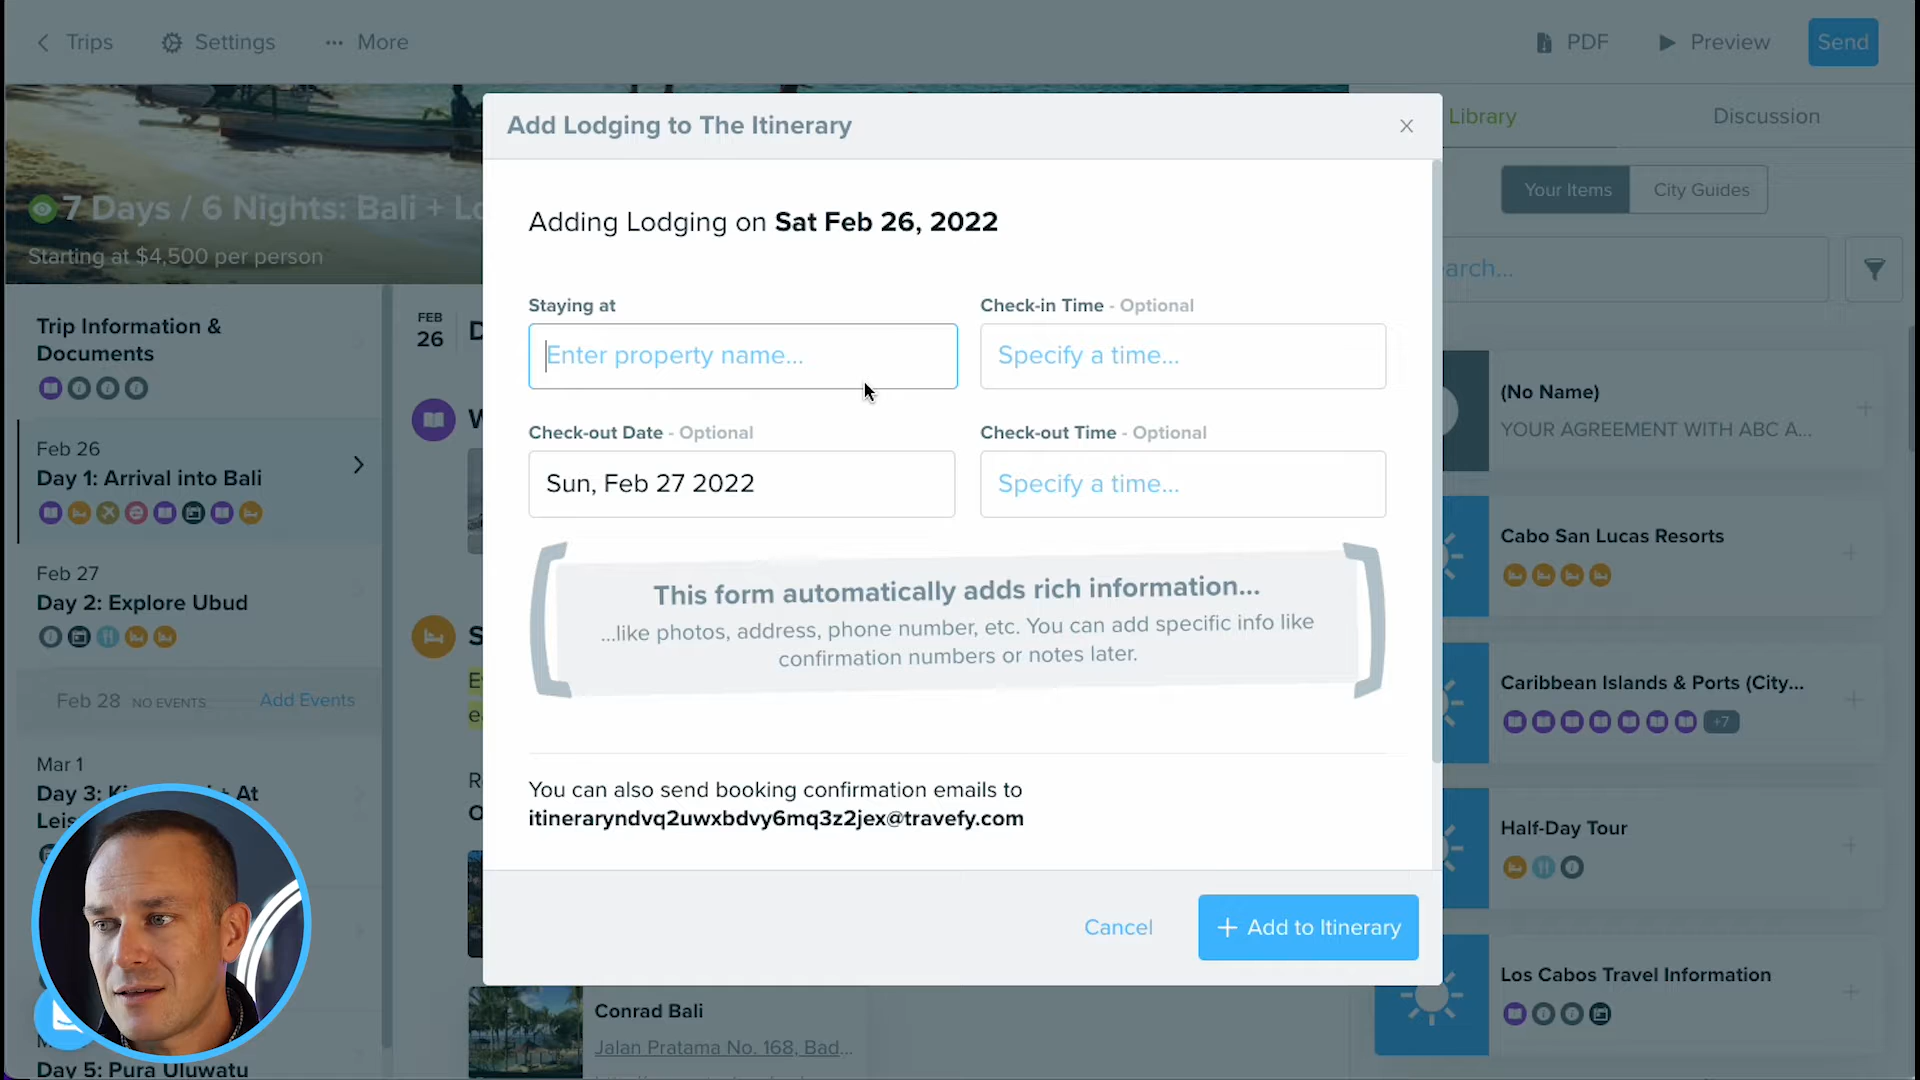 Trips
Settings
More
PDF
Preview
Send
7 Days / 6 Nights: Bali + Lo
Starting at $4,500 per person
Trip Information &
Documents
Feb 26
Day 1: Arrival into Bali
Feb 27
Day 2: Explore Ubud
Feb 28 NO EVENTS
Add Events
Mar 1
Day 3:
At
Leis
Day 5: Pura Uluwatu
FEB
26
D
W
S
E
e
R
O
Conrad Bali
Jalan Pratama No. 168, Bad...
Add Lodging to The Itinerary
Adding Lodging on Sat Feb 26, 2022
Staying at
Enter property name...
Check-in Time - Optional
Specify a time...
Check-out Date - Optional
Sun, Feb 27 2022
Check-out Time - Optional
Specify a time...
This form automatically adds rich information...
...like photos, address, phone number, etc. You can add specific info like
confirmation numbers or notes later.
You can also send booking confirmation emails to
itineraryndvq2uwxbdvy6mq3z2jex@travefy.com
Cancel
+ Add to Itinerary
Library
Discussion
Your Items
City Guides
earch...
(No Name)
YOUR AGREEMENT WITH ABC A...
Cabo San Lucas Resorts
Caribbean Islands & Ports (City...
+7
Half-Day Tour
Los Cabos Travel Information